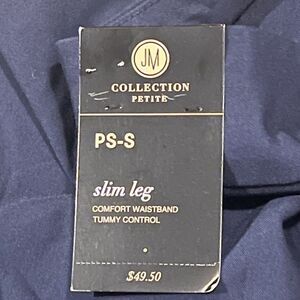 JM
COLLECTION
PETITE
PS-S
slim leg
COMFORT WAISTBAND
TUMMY CONTROL
$49.50